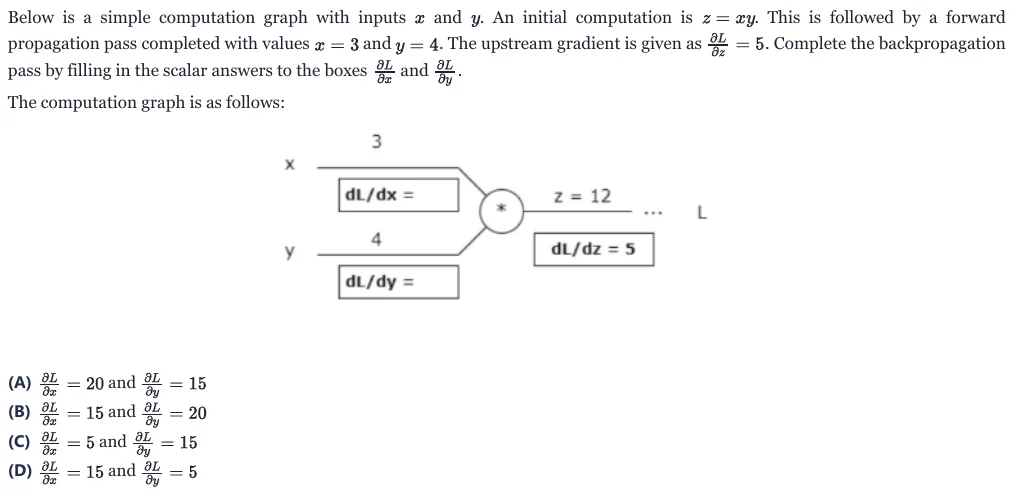 Below is a simple computation graph with inputs x and y. An initial computation is z = xy. This is followed by a forward
propagation pass completed with values x = 3 and y = 4. The upstream gradient is given as ∂L/∂z = 5. Complete the backpropagation
pass by filling in the scalar answers to the boxes ∂L/∂x and ∂L/∂y.
The computation graph is as follows:
3
x
dL/dx =
*
z = 12
... L
4
y
dL/dz = 5
dL/dy =
(A) ∂L/∂x = 20 and ∂L/∂y = 15
(B) ∂L/∂x = 15 and ∂L/∂y = 20
(C) ∂L/∂x = 5 and ∂L/∂y = 15
(D) ∂L/∂x = 15 and ∂L/∂y = 5